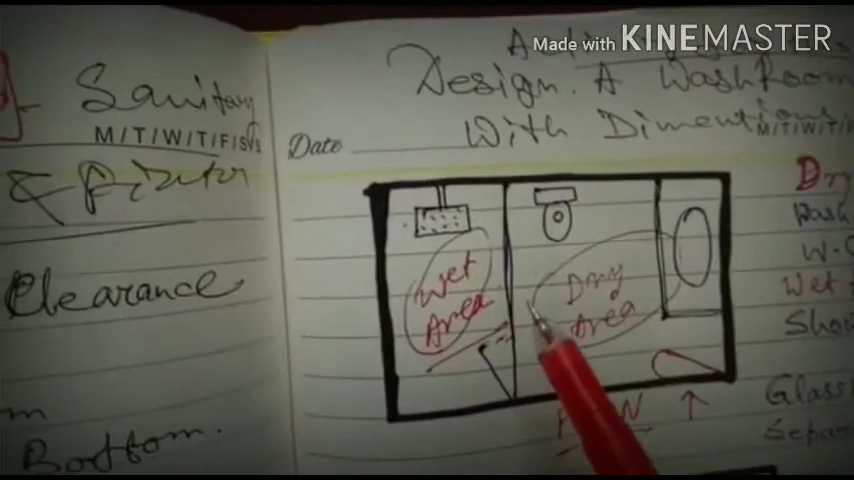 Made with KINEMASTER
Sanitary
M/T/W/T/F/S/S
Clearance
m
Bottom.
Design. A Washroom
With Dimentions
Date
M/T/W/T/
Wet
Area
Dry
Area
Dry
Wash
W.C
Wet
Show
Glass
Separ